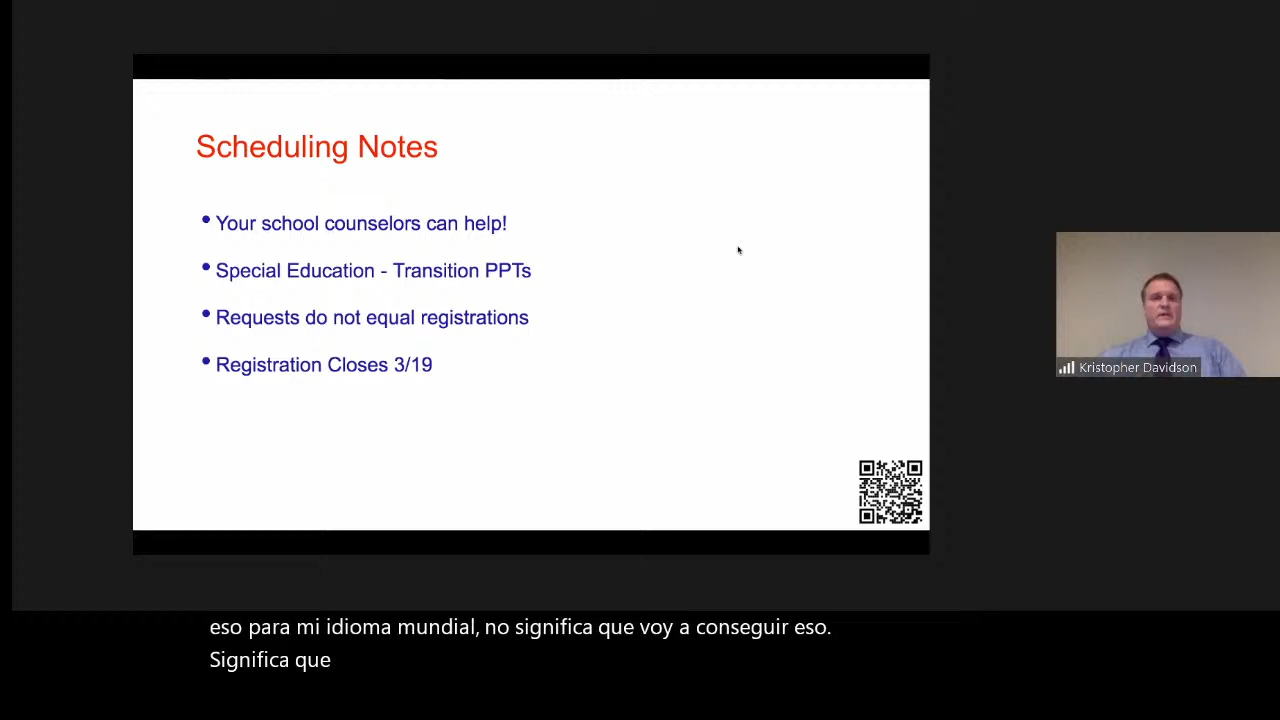 Scheduling Notes
• Your school counselors can help!
• Special Education - Transition PPTs
• Requests do not equal registrations
• Registration Closes 3/19
Kristopher Davidson
eso para mi idioma mundial, no significa que voy a conseguir eso.
Significa que